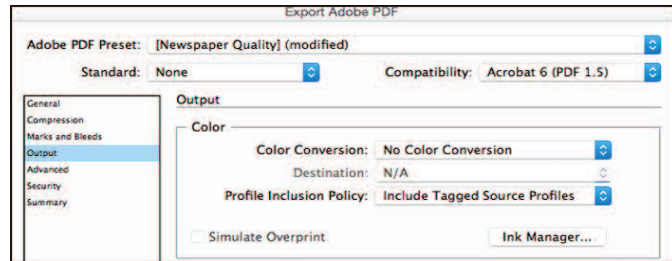 Export Adobe PDF
Adobe PDF Preset: [Newspaper Quality] (modified)
Standard: None Compatibility: Acrobat 6 (PDF 1.5)
General
Compression
Marks and Bleeds
Output
Advanced
Security
Summary
Output
Color
Color Conversion: No Color Conversion
Destination: N/A
Profile Inclusion Policy: Include Tagged Source Profiles
Simulate Overprint Ink Manager...